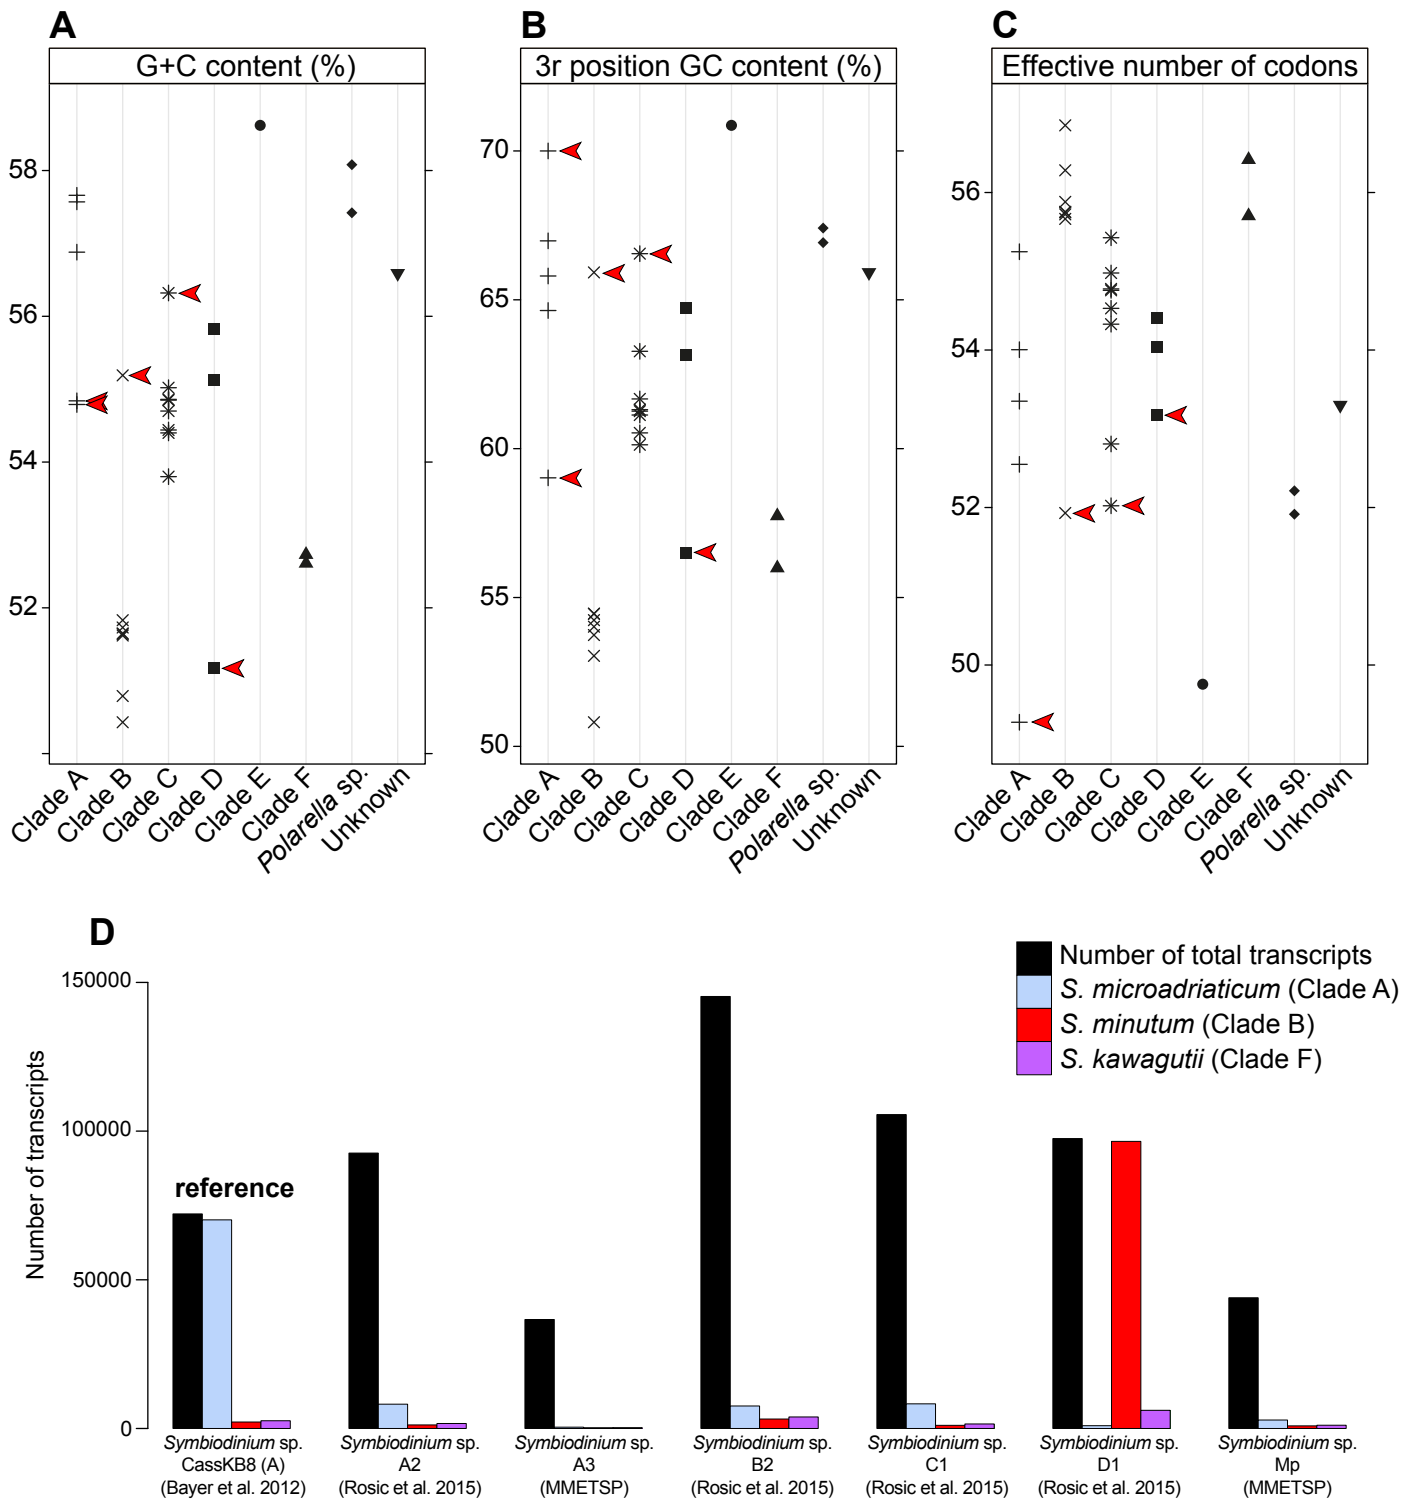 A
G+C content (%)
58
56
54
52
Clade A
Clade B
Clade C
Clade D
Clade E
Clade F
Polarella sp.
Unknown
B
3r position GC content (%)
70
65
60
55
50
Clade A
Clade B
Clade C
Clade D
Clade E
Clade F
Polarella sp.
Unknown
C
Effective number of codons
56
54
52
50
Clade A
Clade B
Clade C
Clade D
Clade E
Clade F
Polarella sp.
Unknown
D
Number of total transcripts
S. microadriaticum (Clade A)
S. minutum (Clade B)
S. kawagutii (Clade F)
Number of transcripts
150000
100000
50000
0
reference
Symbiodinium sp.
CassKB8 (A)
(Bayer et al. 2012)
Symbiodinium sp.
A2
(Rosic et al. 2015)
Symbiodinium sp.
A3
(MMETSP)
Symbiodinium sp.
B2
(Rosic et al. 2015)
Symbiodinium sp.
C1
(Rosic et al. 2015)
Symbiodinium sp.
D1
(Rosic et al. 2015)
Symbiodinium sp.
Mp
(MMETSP)